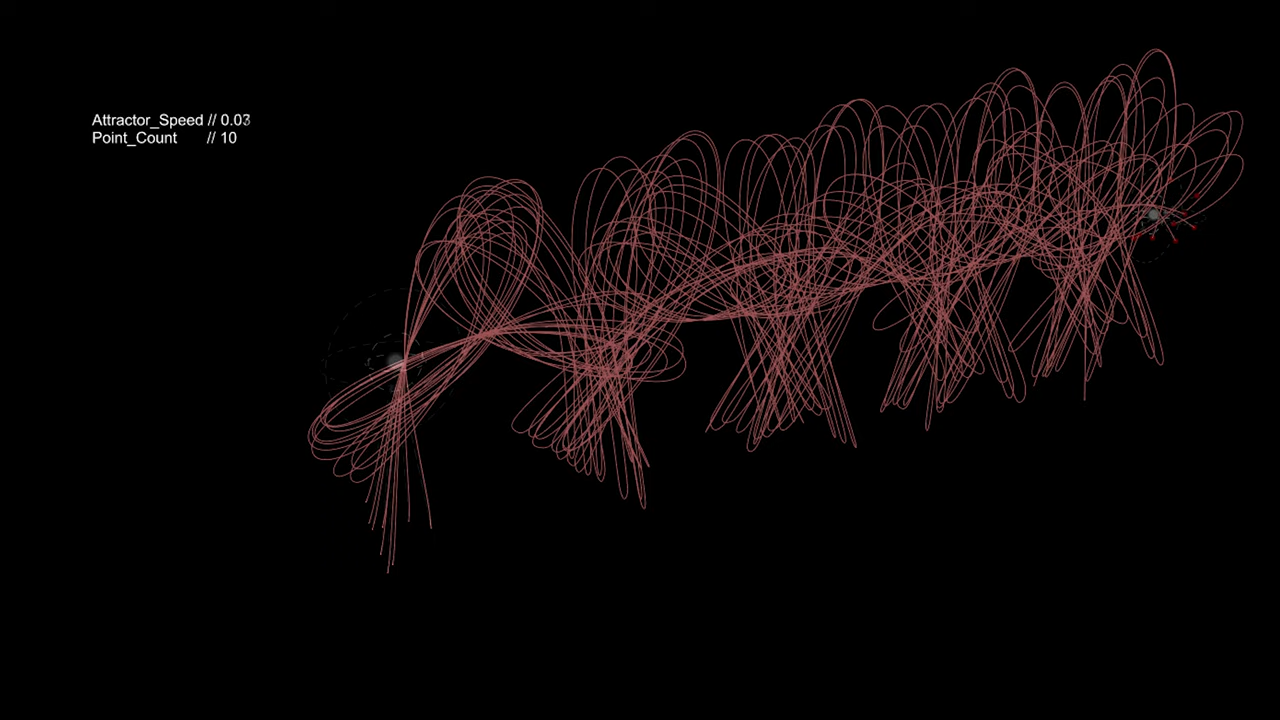 Attractor_Speed // 0.03
Point_Count // 10